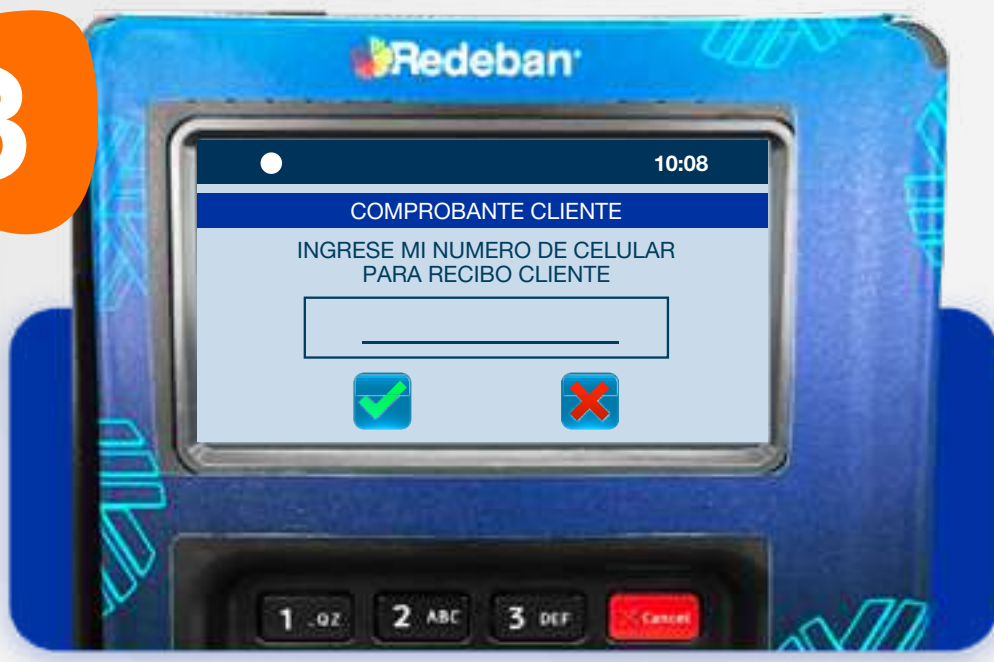 3
Redeban
10:08
COMPROBANTE CLIENTE
INGRESE MI NUMERO DE CELULAR
PARA RECIBO CLIENTE
1 .QZ 2 ABC 3 DEF Cancel